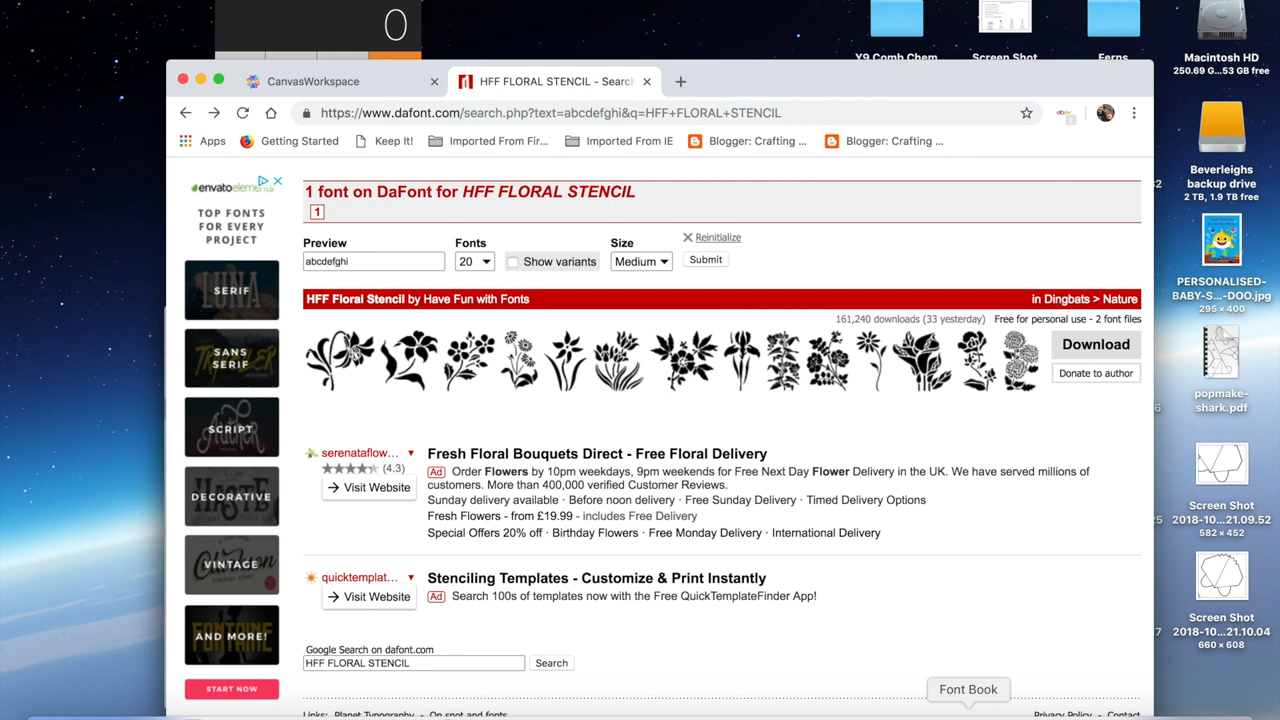 0
Y9 Comb Chem
Screen Shot
Ferns
Macintosh HD
250.69 G...53 GB free
CanvasWorkspace
HFF FLORAL STENCIL - Searc
https://www.dafont.com/search.php?text=abcdefghi&q=HFF+FLORAL+STENCIL
Apps
Getting Started
Keep It!
Imported From Fir...
Imported From IE
Blogger: Crafting ...
Blogger: Crafting ...
Beverleighs
backup drive
2 TB, 1.9 TB free
envatoelements
TOP FONTS
FOR EVERY
PROJECT
SERIF
SANS
SERIF
SCRIPT
DECORATIVE
VINTAGE
AND MORE!
START NOW
1 font on DaFont for HFF FLORAL STENCIL
1
Preview
Fonts
Size
Reinitialize
abcdefghi
20
Show variants
Medium
Submit
HFF Floral Stencil by Have Fun with Fonts
in Dingbats > Nature
161,240 downloads (33 yesterday)
Free for personal use - 2 font files
Download
Donate to author
serenataflow...
(4.3)
Visit Website
Fresh Floral Bouquets Direct - Free Floral Delivery
Ad Order Flowers by 10pm weekdays, 9pm weekends for Free Next Day Flower Delivery in the UK. We have served millions of
customers. More than 400,000 verified Customer Reviews.
Sunday delivery available · Before noon delivery · Free Sunday Delivery · Timed Delivery Options
Fresh Flowers - from £19.99 - includes Free Delivery
Special Offers 20% off · Birthday Flowers · Free Monday Delivery · International Delivery
quicktemplat...
Visit Website
Stenciling Templates - Customize & Print Instantly
Ad Search 100s of templates now with the Free QuickTemplateFinder App!
Google Search on dafont.com
HFF FLORAL STENCIL
Search
Font Book
Links: Planet Typography - On snot and fonts
Privacy Policy - Contact
PERSONALISED-
BABY-S...-DOO.jpg
295 × 400
popmake-
shark.pdf
Screen Shot
2018-10...21.09.52
582 × 452
Screen Shot
2018-10...21.10.04
660 × 608